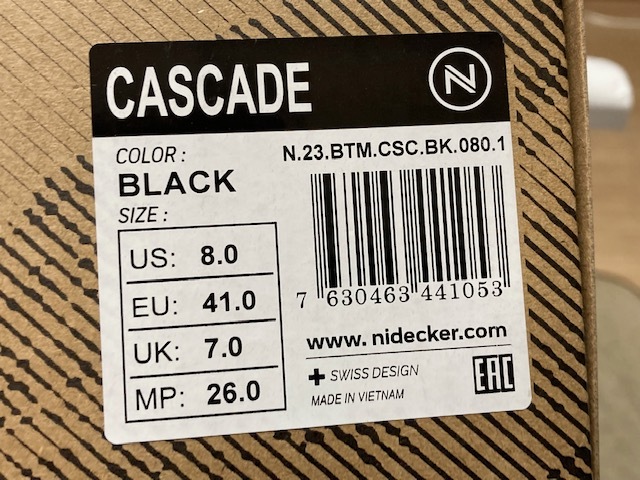 CASCADE
N
COLOR :
N.23.BTM.CSC.BK.080.1
BLACK
SIZE :
US: 8.0
EU: 41.0
UK: 7.0
MP: 26.0
7 630463 441053
www.nidecker.com
+ SWISS DESIGN
MADE IN VIETNAM
EAC